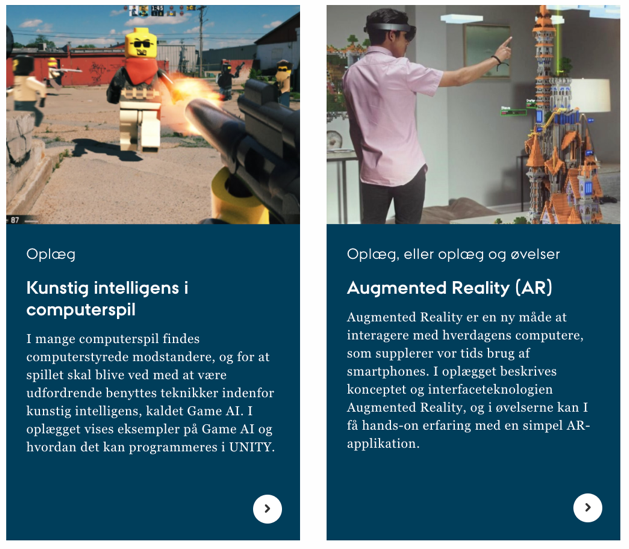 87
Oplæg
Kunstig intelligens i
computerspil
I mange computerspil findes
computerstyrede modstandere, og for at
spillet skal blive ved med at være
udfordrende benyttes teknikker indenfor
kunstig intelligens, kaldet Game AI. I
oplægget vises eksempler på Game AI og
hvordan det kan programmeres i UNITY.
Oplæg, eller oplæg og øvelser
Augmented Reality (AR)
Augmented Reality er en ny måde at
interagere med hverdagens computere,
som supplerer vor tids brug af
smartphones. I oplægget beskrives
konceptet og interfaceteknologien
Augmented Reality, og i øvelserne kan I
få hands-on erfaring med en simpel AR-
applikation.